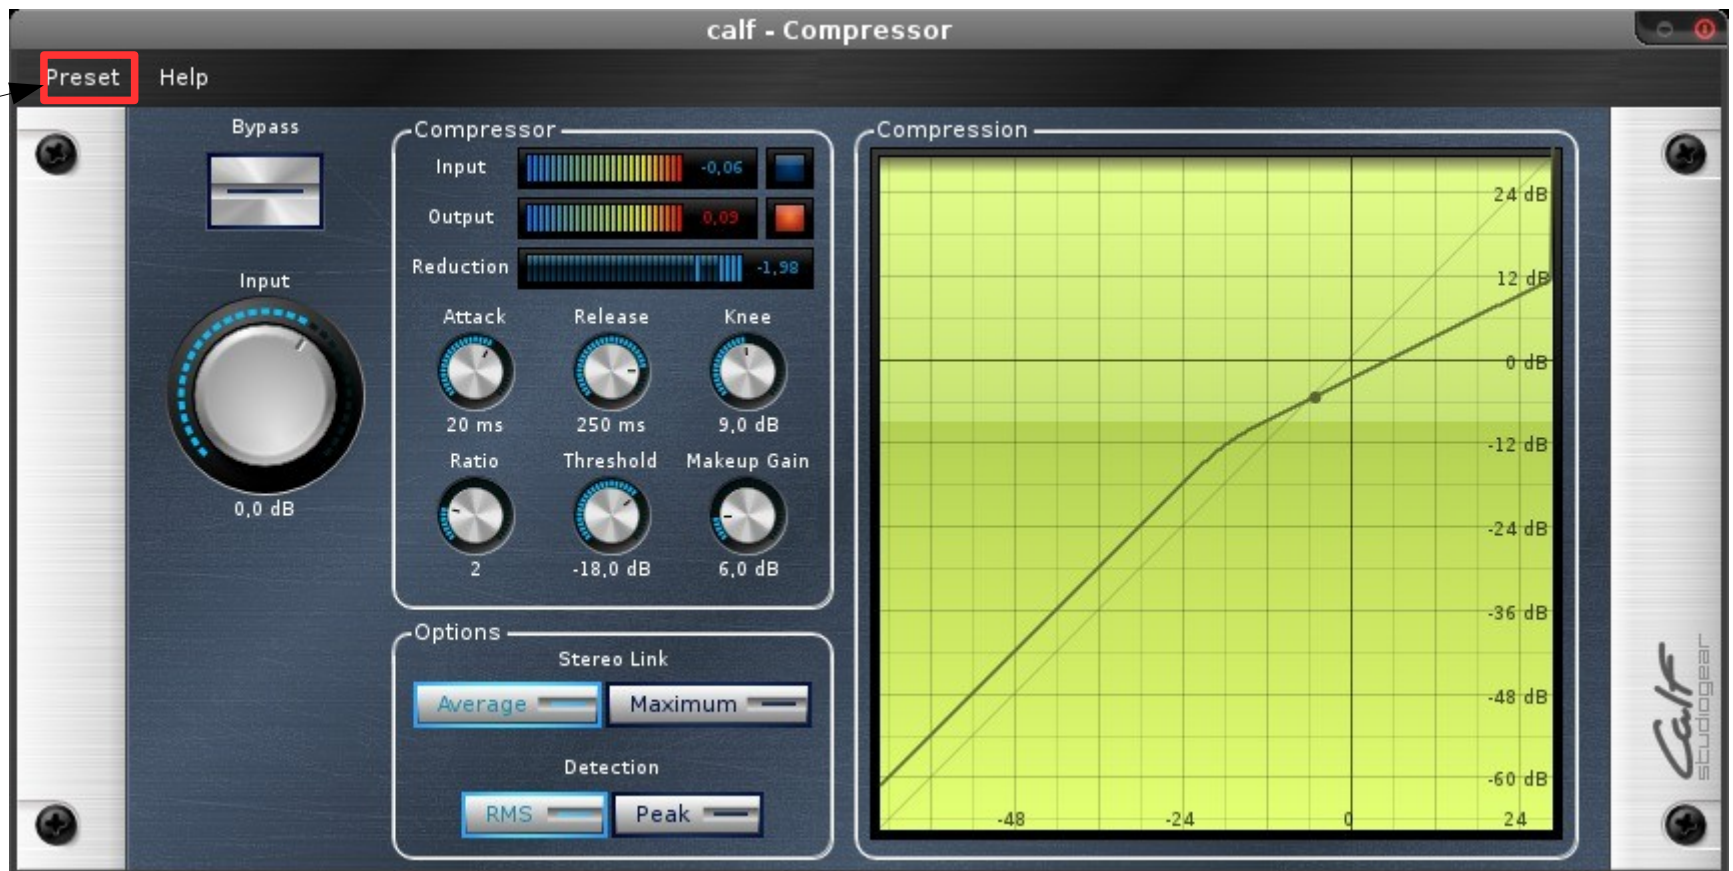 calf - Compressor
Preset Help
Bypass
Input
0,0 dB
Compressor
Input -0,06
Output 0,09
Reduction -1,98
Attack Release Knee
20 ms 250 ms 9,0 dB
Ratio Threshold Makeup Gain
2 -18,0 dB 6,0 dB
Options
Stereo Link
Average Maximum
Detection
RMS Peak
Compression
24 dB
12 dB
0 dB
-12 dB
-24 dB
-36 dB
-48 dB
-60 dB
-48 -24 0 24
Calf
studiogear